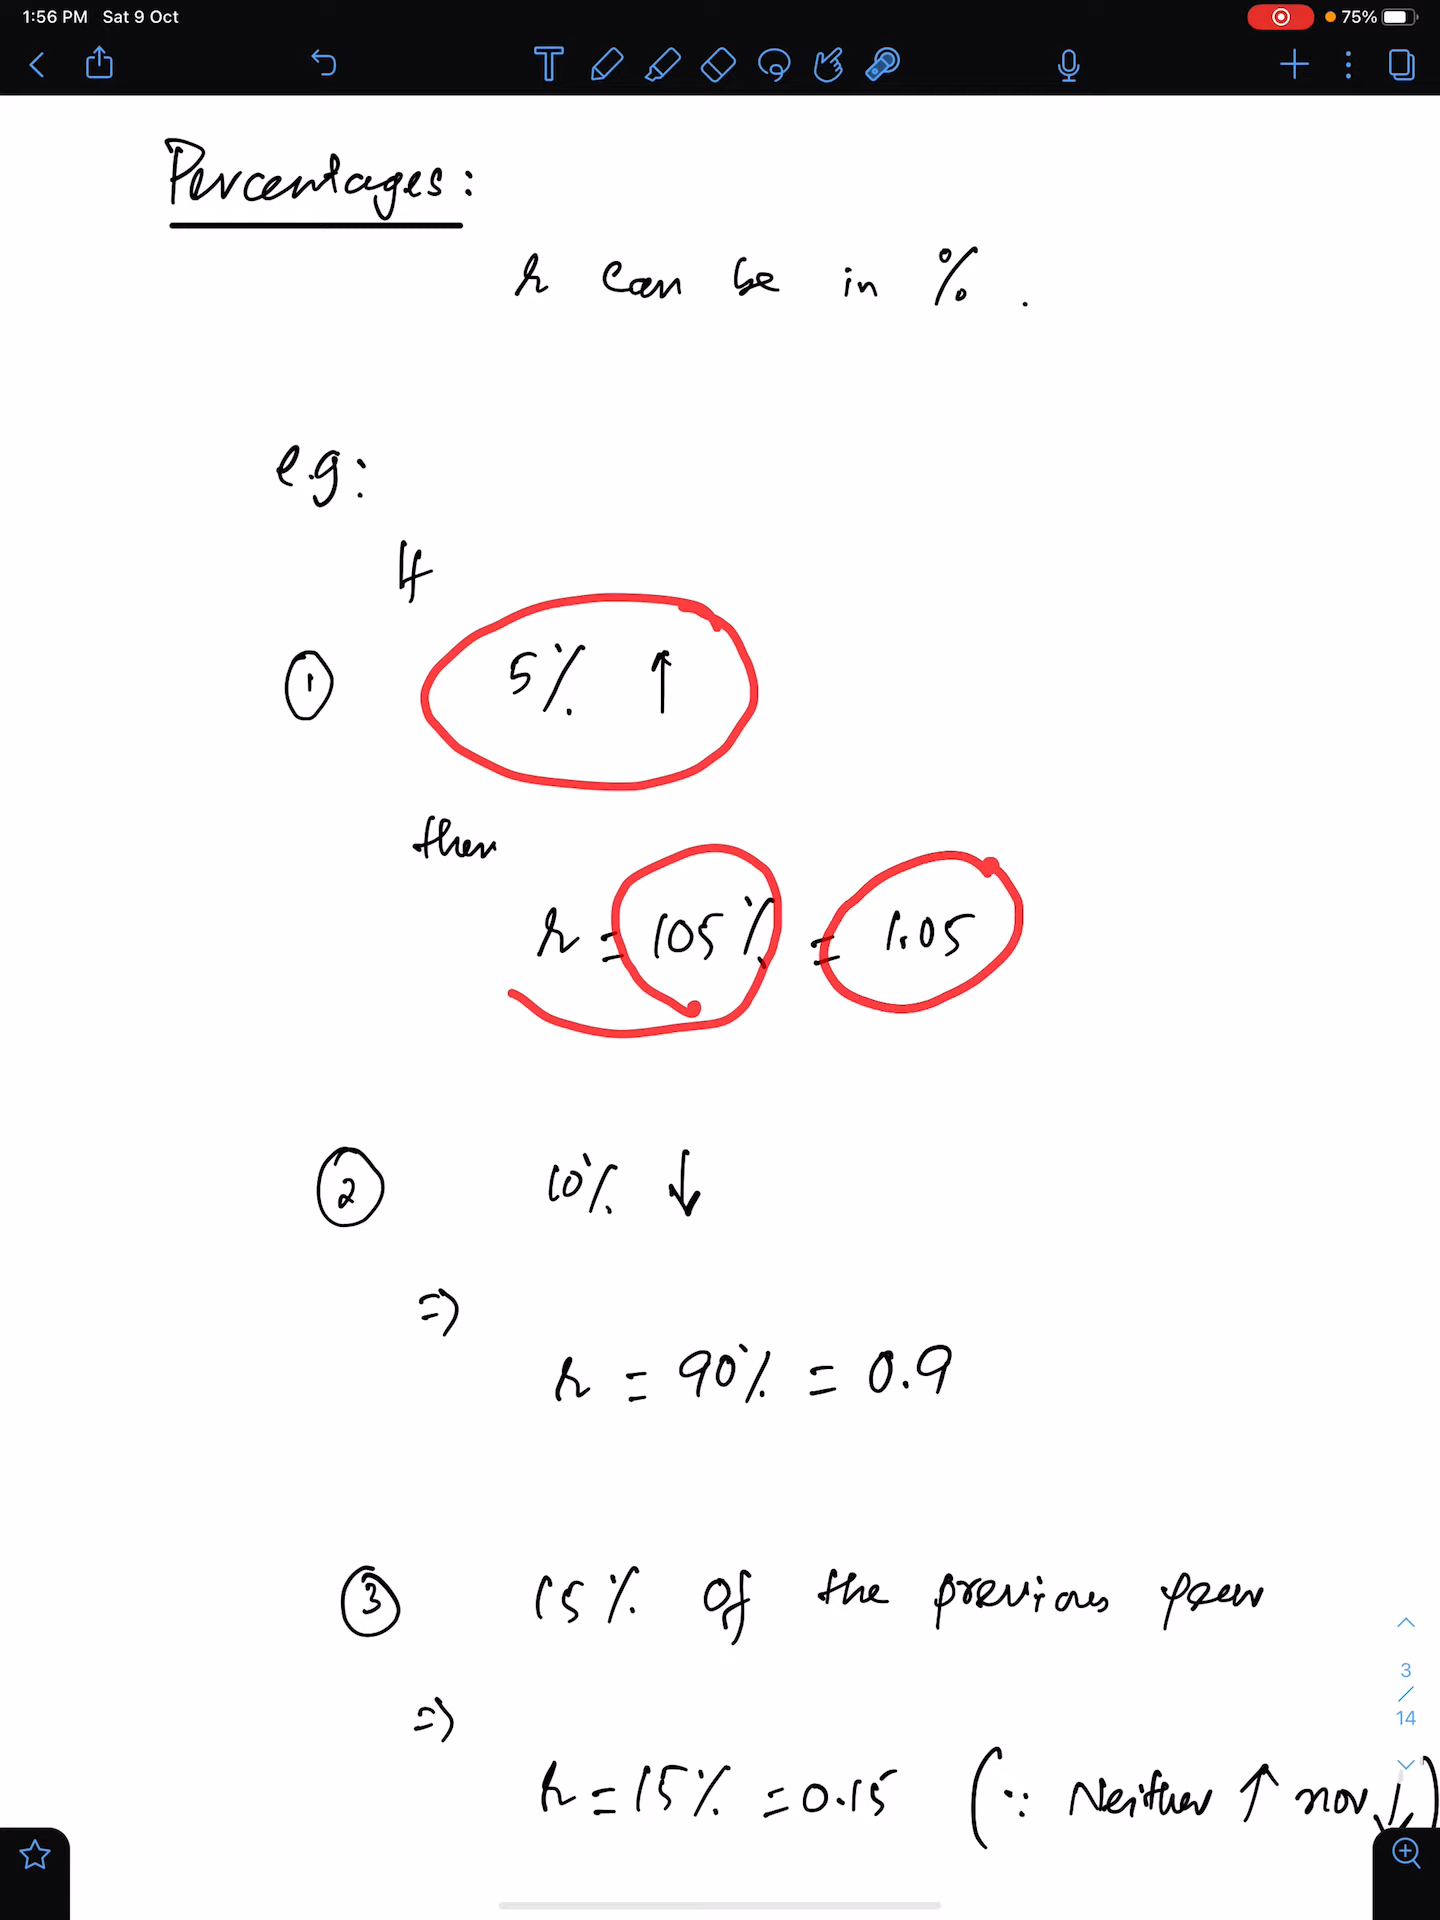 1:56 PM Sat 9 Oct
75%
Percentages:
r can be in %.
e.g:
If
① 5% ↑
then
r = 105% = 1.05
② 10% ↓
⇒
r = 90% = 0.9
③ 15% of the previous year
⇒
r = 15% = 0.15 (∵ Neither ↑ nor ↓)
3
/
14